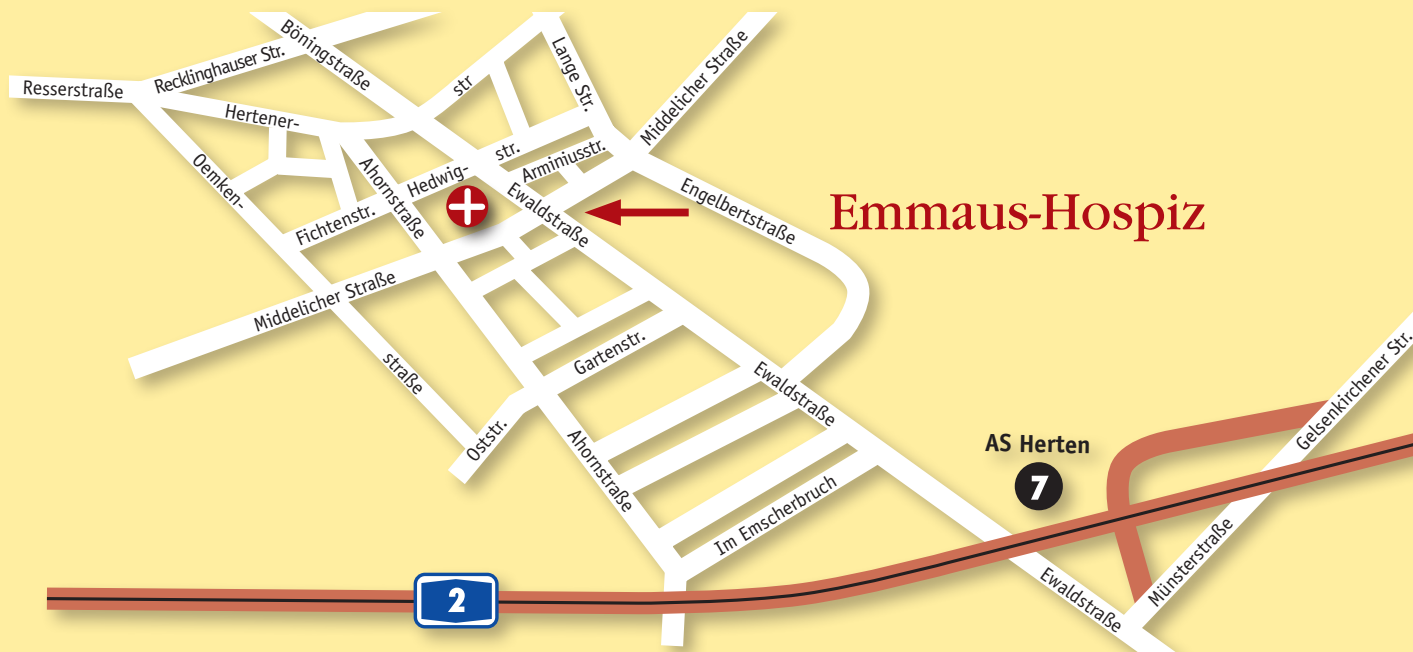 Böningstraße
Recklinghauser Str.
Resserstraße
Hertener-
str
Lange Str.
Middelicher Straße
Oemken-
Ahornstraße
Hedwig-
str.
Arminiusstr.
Fichtenstr.
Ewaldstraße
Engelbertstraße
Emmaus-Hospiz
Middelicher Straße
straße
Gartenstr.
Oststr.
Ewaldstraße
Ahornstraße
Im Emscherbruch
AS Herten
7
Gelsenkirchener Str.
Münsterstraße
Ewaldstraße
2